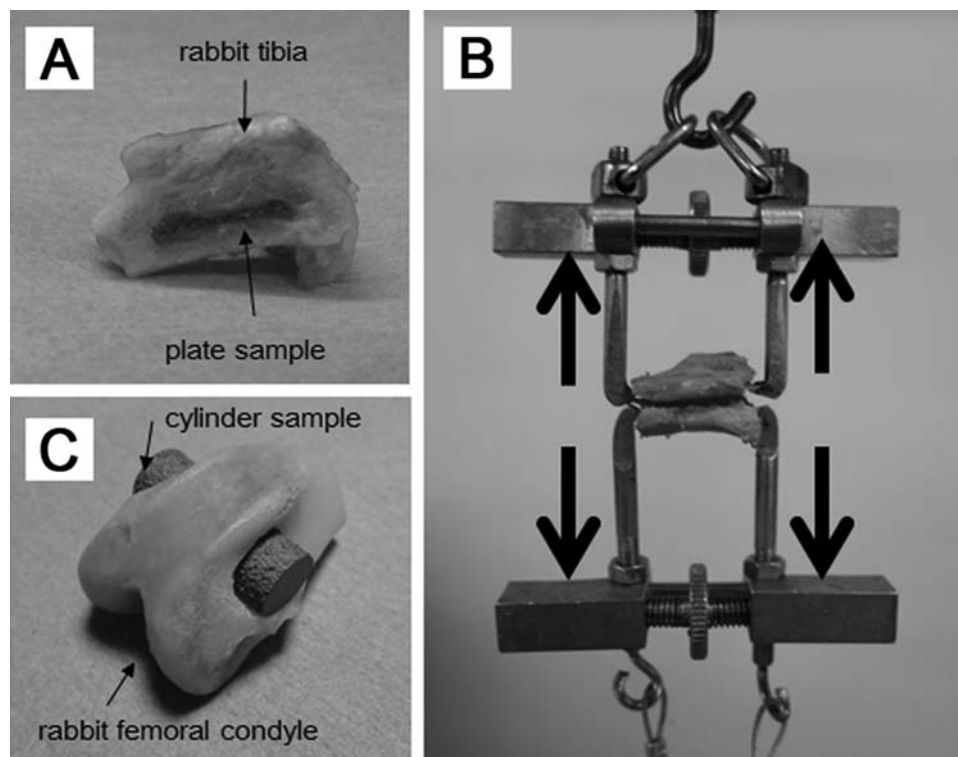 A
rabbit tibia
plate sample
B
C
cylinder sample
rabbit femoral condyle